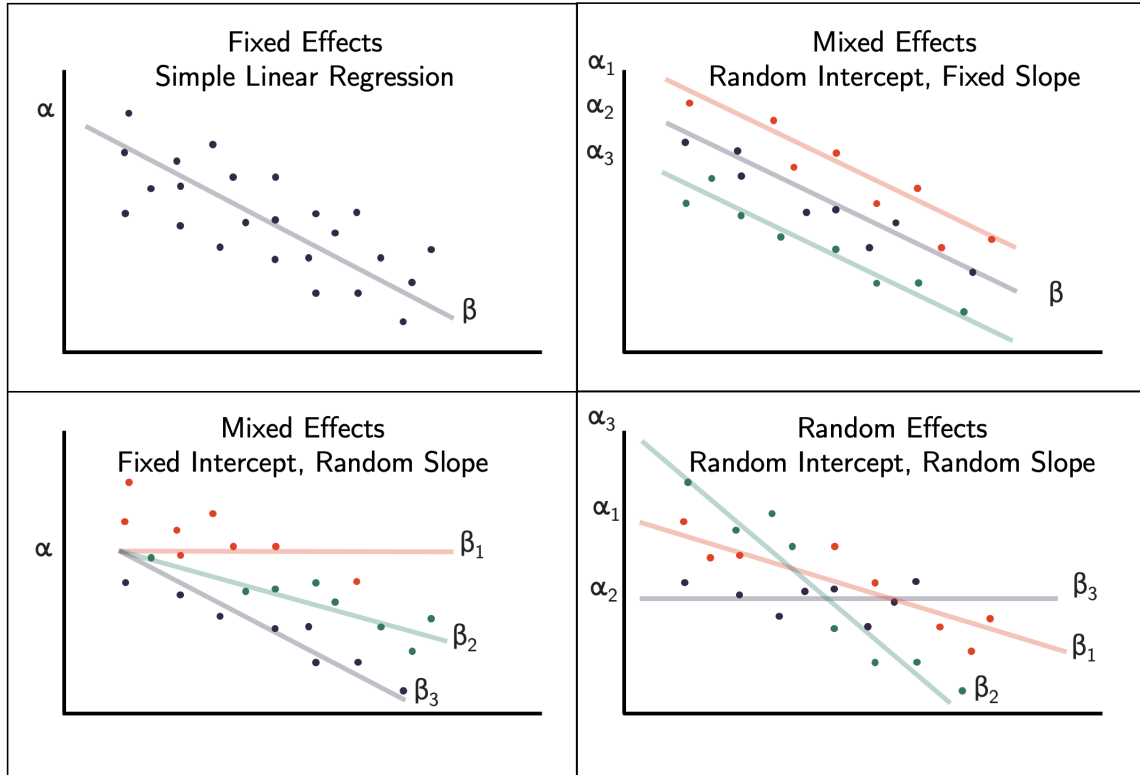 Fixed Effects
Simple Linear Regression
α
β
Mixed Effects
Random Intercept, Fixed Slope
α1
α2
α3
β
Mixed Effects
Fixed Intercept, Random Slope
α
β1
β2
β3
Random Effects
Random Intercept, Random Slope
α3
α1
α2
β3
β1
β2